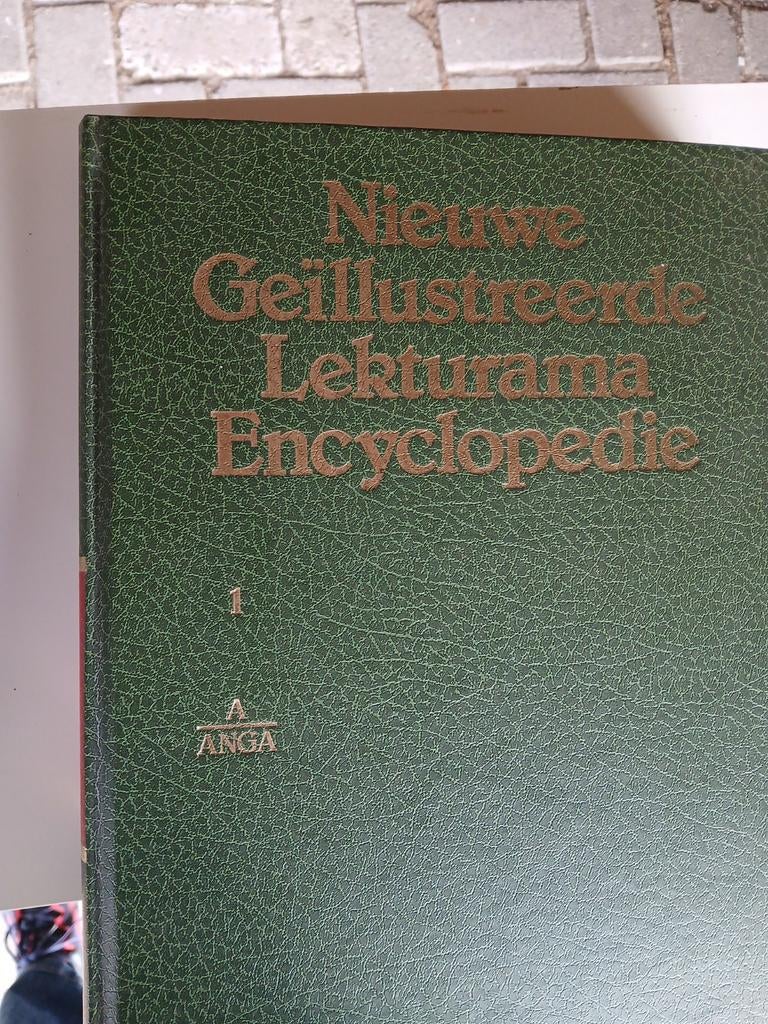 Nieuwe
Geïllustreerde
Lekturama
Encyclopedie
1
A
ANGA